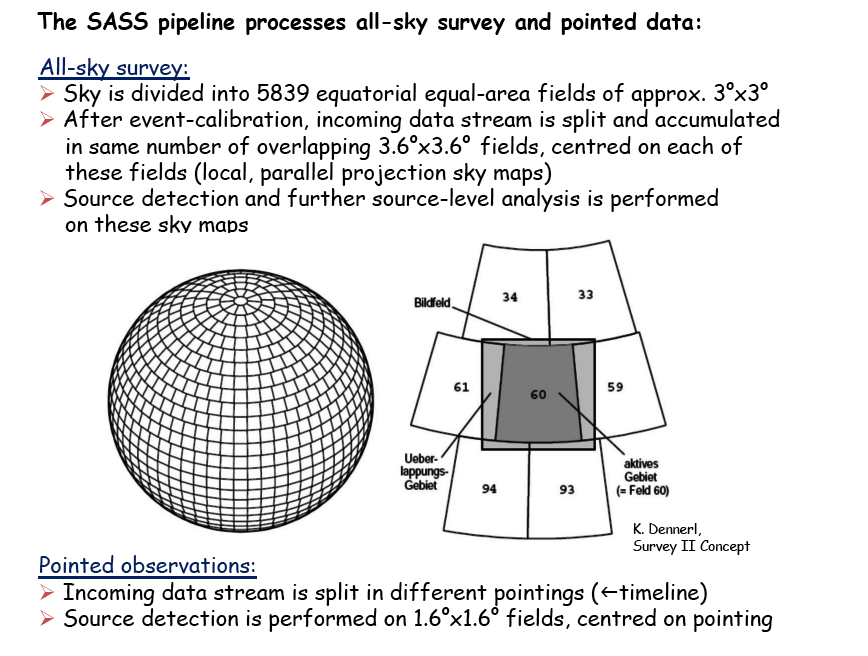 The SASS pipeline processes all-sky survey and pointed data:
All-sky survey:
➢ Sky is divided into 5839 equatorial equal-area fields of approx. 3°x3°
➢ After event-calibration, incoming data stream is split and accumulated
in same number of overlapping 3.6°x3.6° fields, centred on each of
these fields (local, parallel projection sky maps)
➢ Source detection and further source-level analysis is performed
on these sky maps
34
33
Bildfeld
61
60
59
Ueber-
lappungs-
Gebiet
aktives
Gebiet
(= Feld 60)
94
93
K. Dennerl,
Survey II Concept
Pointed observations:
➢ Incoming data stream is split in different pointings (←timeline)
➢ Source detection is performed on 1.6°x1.6° fields, centred on pointing